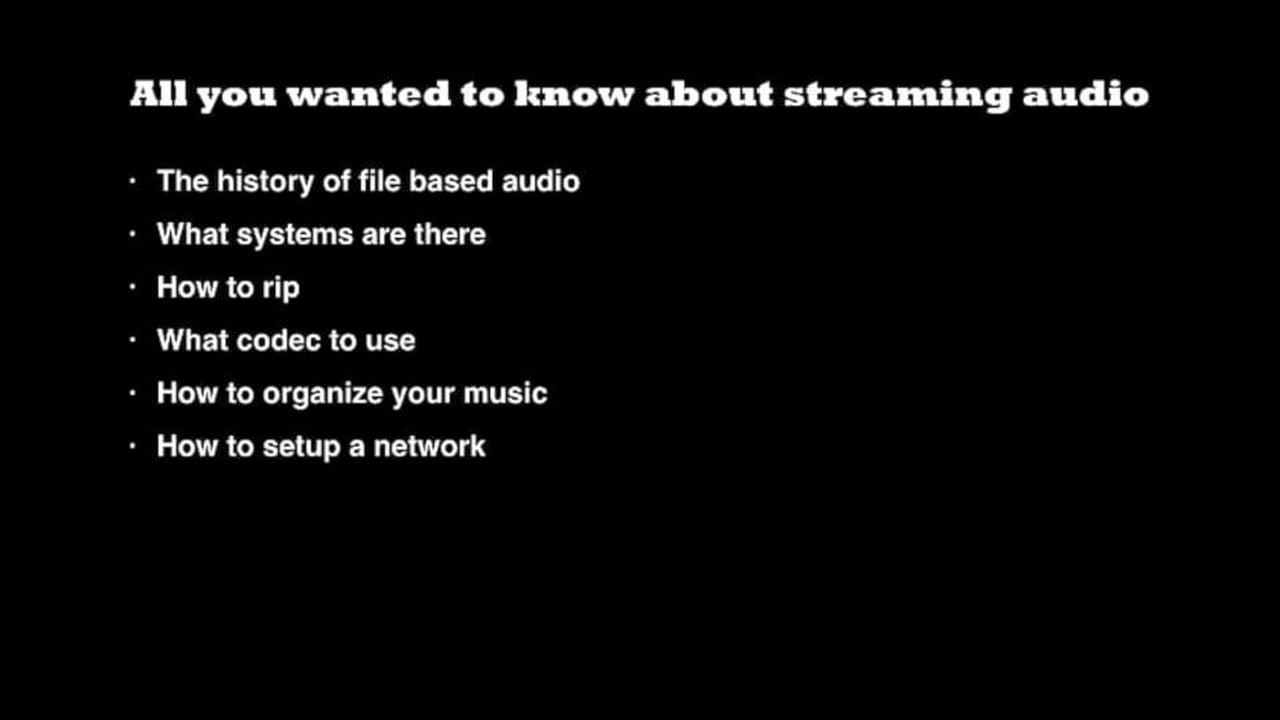 All you wanted to know about streaming audio
· The history of file based audio
· What systems are there
· How to rip
· What codec to use
· How to organize your music
· How to setup a network